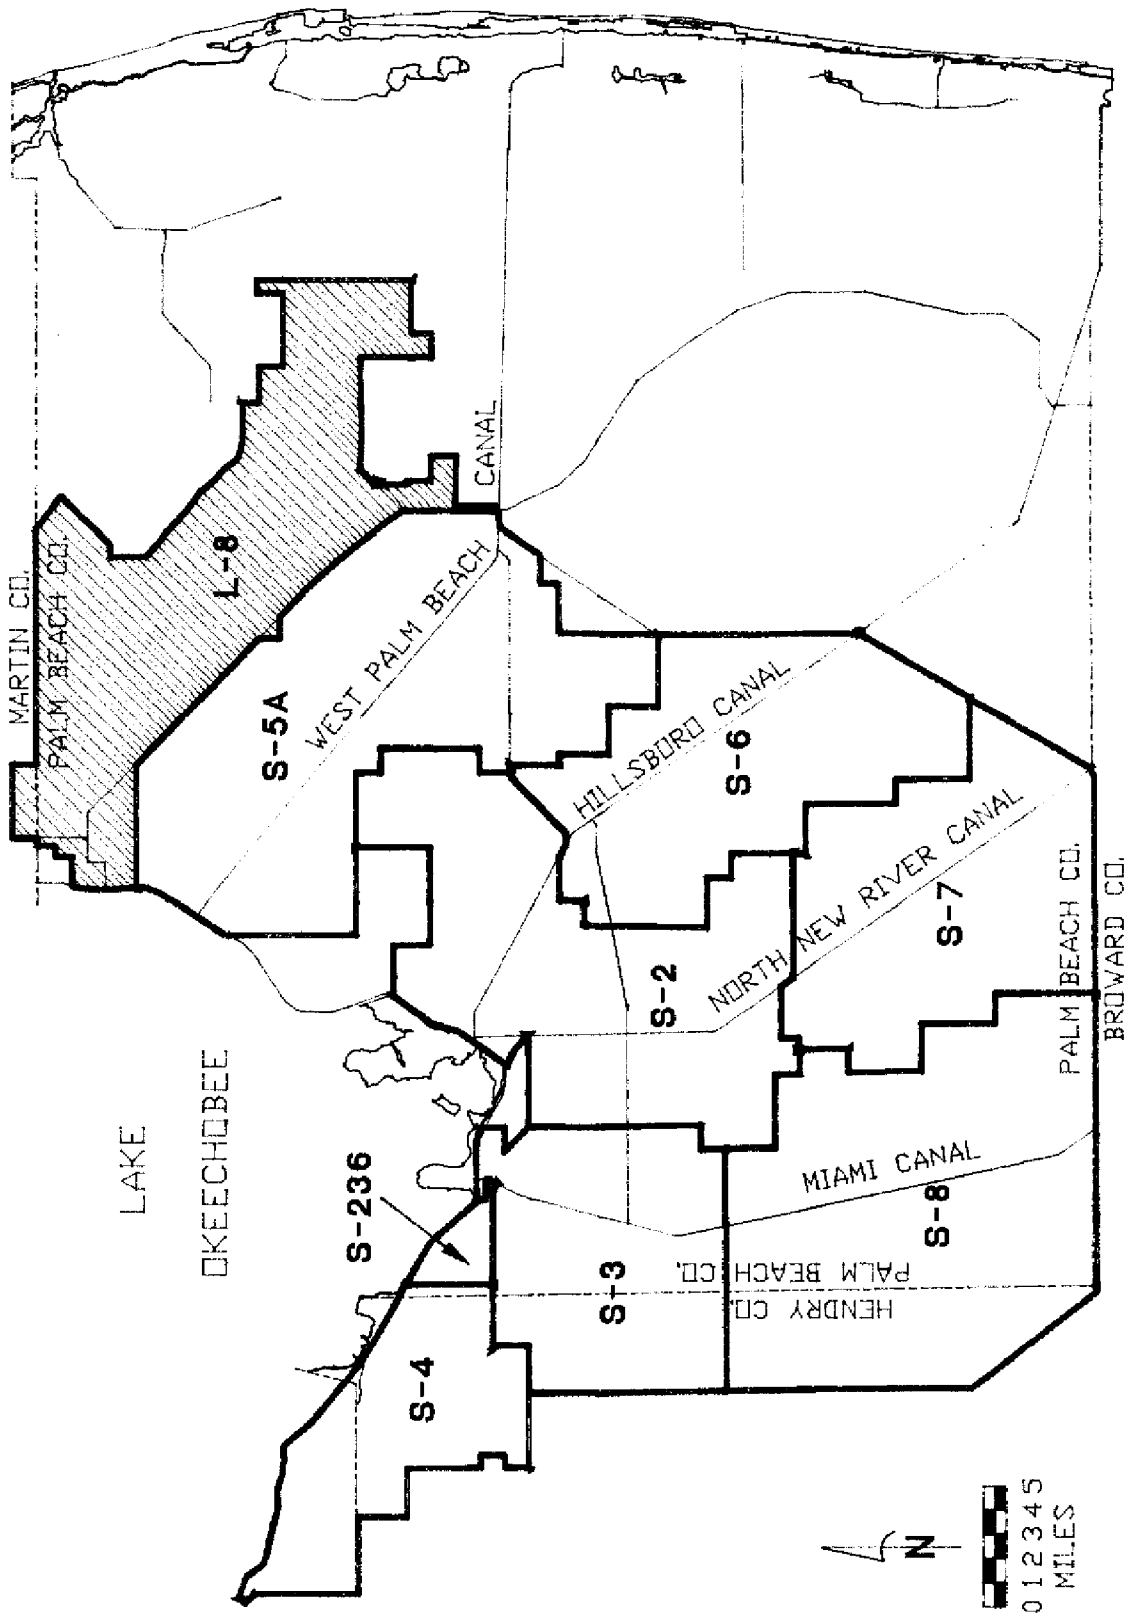 MARTIN CO.
PALM BEACH CO.
L-8
S-5A
WEST PALM BEACH
CANAL
LAKE
OKEECHOBEE
S-236
S-4
S-3
S-2
HILLSBORO CANAL
S-6
NORTH NEW RIVER CANAL
S-7
MIAMI CANAL
S-8
HENDRY CO.
PALM BEACH CO.
PALM BEACH CO.
BROWARD CO.
N
0 1 2 3 4 5
MILES